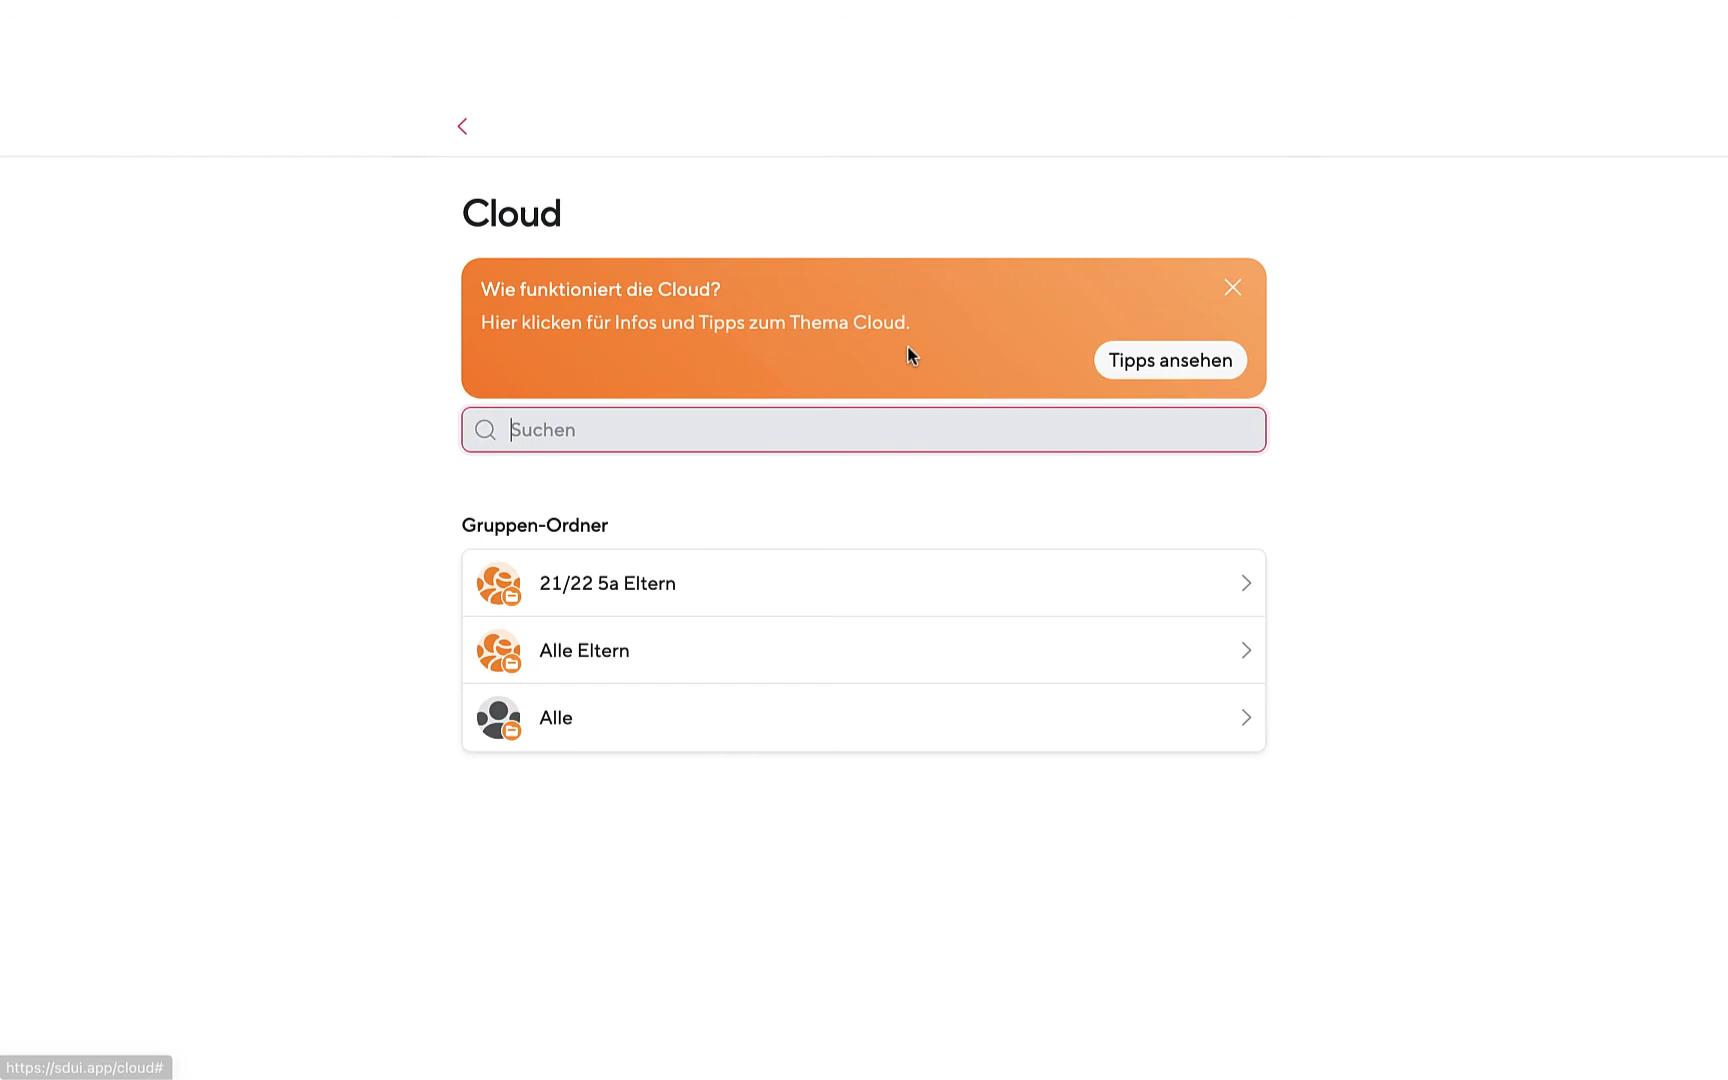 Cloud
Wie funktioniert die Cloud?
Hier klicken für Infos und Tipps zum Thema Cloud.
Tipps ansehen
Suchen
Gruppen-Ordner
21/22 5a Eltern
Alle Eltern
Alle
https://sdui.app/cloud#